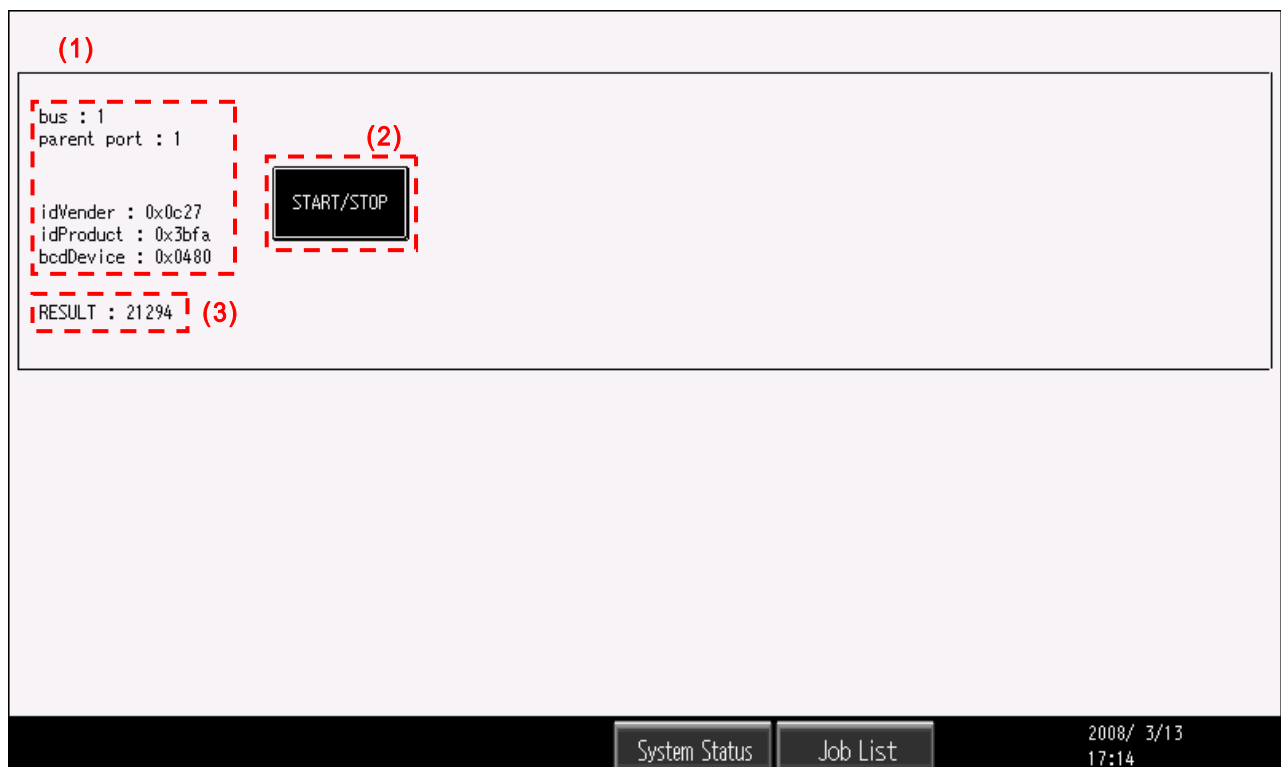 (1)
bus : 1
parent port : 1
(2)
START/STOP
idVender : 0x0c27
idProduct : 0x3bfa
bcdDevice : 0x0480
RESULT : 21294
(3)
System Status
Job List
2008/ 3/13
17:14